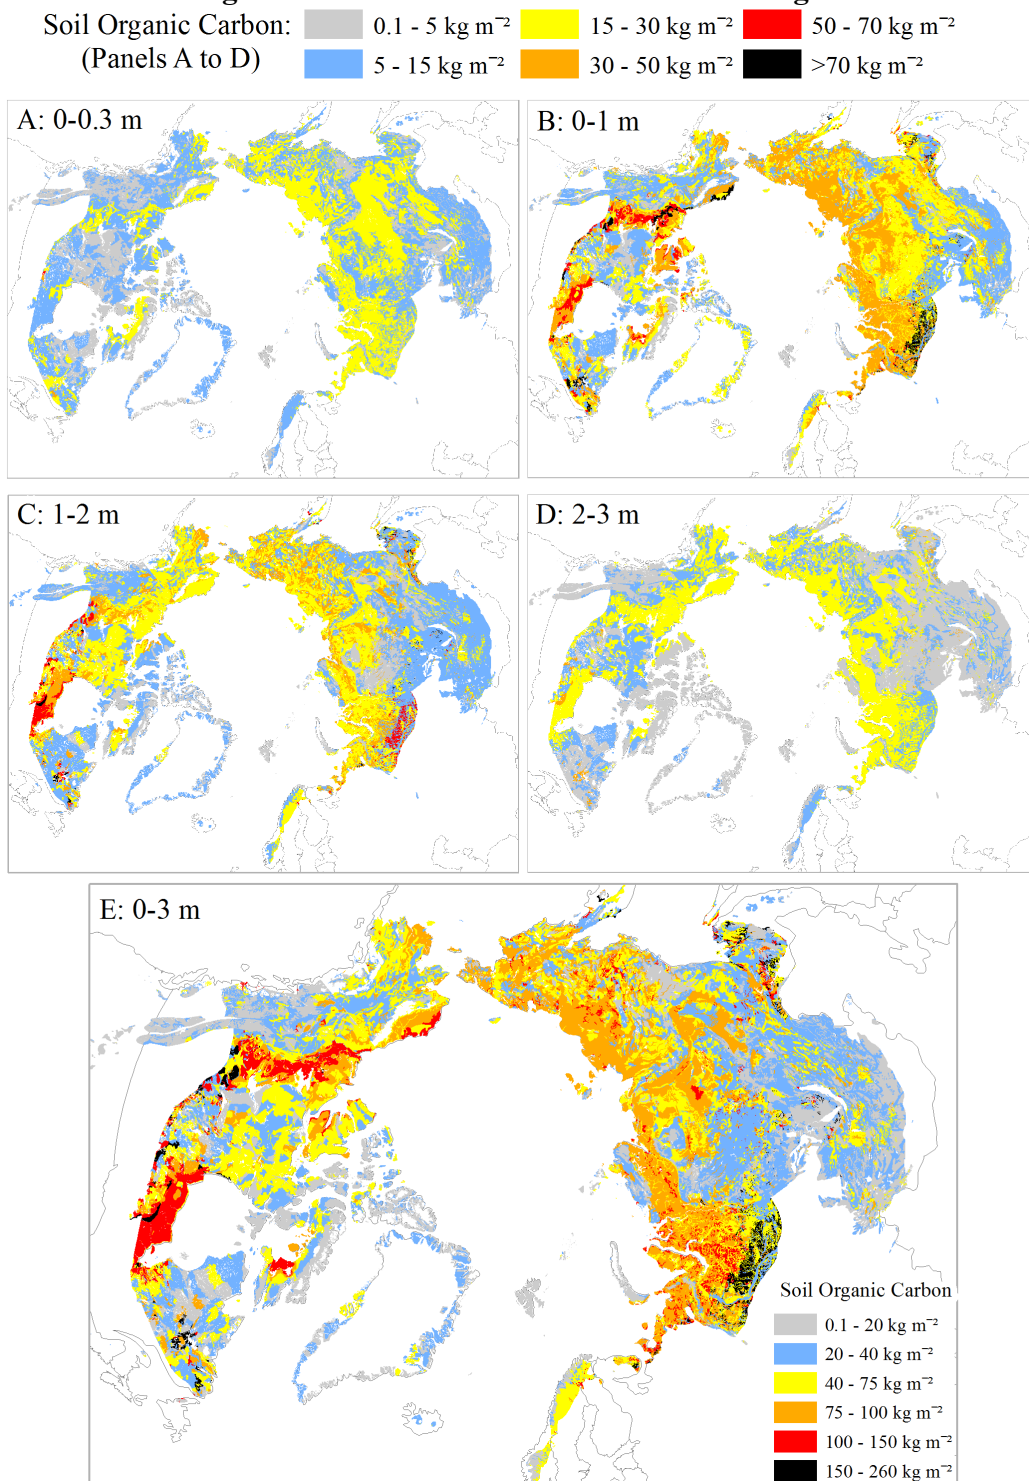 Soil Organic Carbon:
(Panels A to D)
0.1 - 5 kg m⁻²
15 - 30 kg m⁻²
50 - 70 kg m⁻²
5 - 15 kg m⁻²
30 - 50 kg m⁻²
>70 kg m⁻²
A: 0-0.3 m
B: 0-1 m
C: 1-2 m
D: 2-3 m
E: 0-3 m
Soil Organic Carbon
0.1 - 20 kg m⁻²
20 - 40 kg m⁻²
40 - 75 kg m⁻²
75 - 100 kg m⁻²
100 - 150 kg m⁻²
150 - 260 kg m⁻²